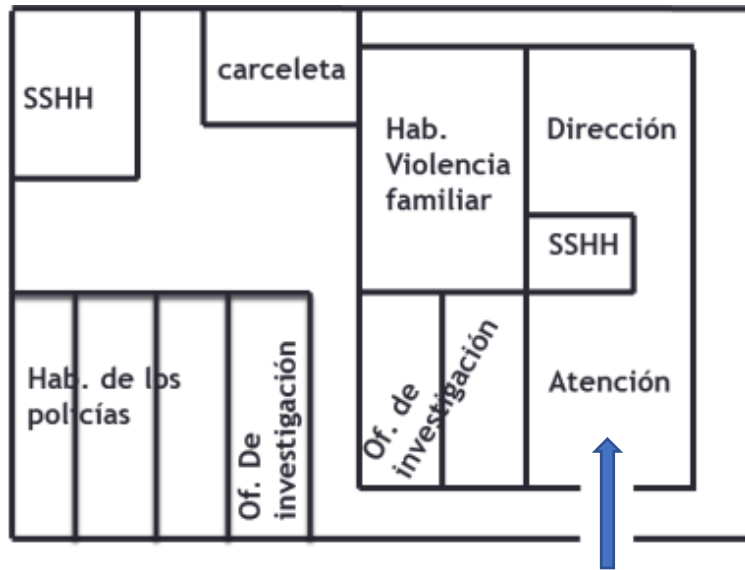 SSHH
carceleta
Hab.
Violencia
familiar
Dirección
SSHH
Hab. de los
policías
Of. De
investigación
Of. de
investigación
Atención